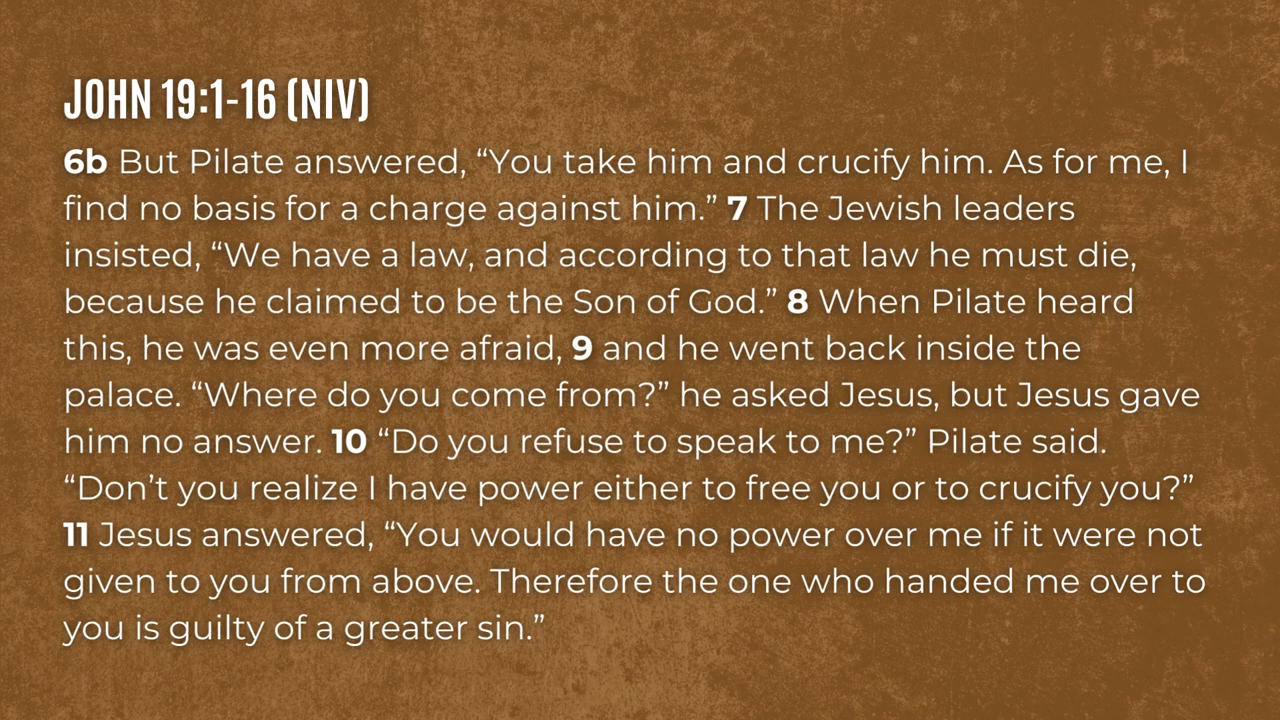 JOHN 19:1-16 (NIV)
6b But Pilate answered, “You take him and crucify him. As for me, I
find no basis for a charge against him.” 7 The Jewish leaders
insisted, “We have a law, and according to that law he must die,
because he claimed to be the Son of God.” 8 When Pilate heard
this, he was even more afraid, 9 and he went back inside the
palace. “Where do you come from?” he asked Jesus, but Jesus gave
him no answer. 10 “Do you refuse to speak to me?” Pilate said.
“Don’t you realize I have power either to free you or to crucify you?”
11 Jesus answered, “You would have no power over me if it were not
given to you from above. Therefore the one who handed me over to
you is guilty of a greater sin.”